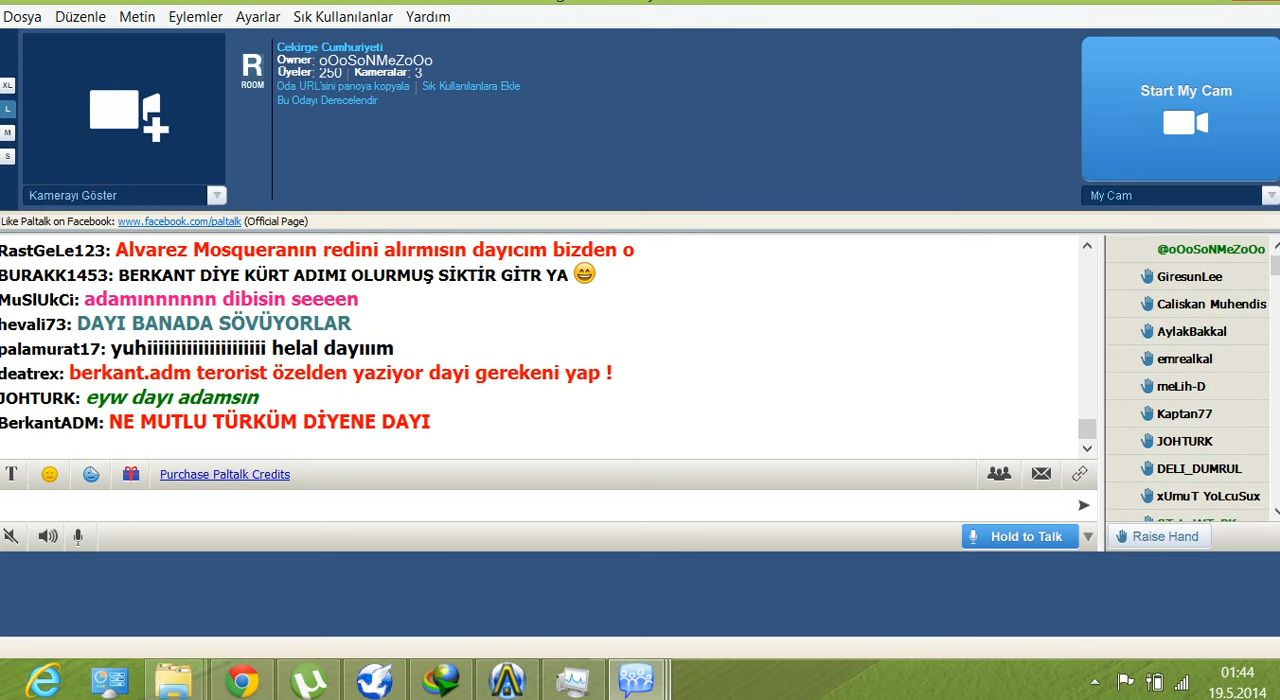 Dosya Düzenle Metin Eylemler Ayarlar Sık Kullanılanlar Yardım
XL
L
M
S
Kamerayı Göster
R
ROOM
Cekirge Cumhuriyeti
Owner: oOoSoNMeZoOo
Üyeler: 250 | Kameralar: 3
Oda URL'sini panoya kopyala | Sık Kullanılanlara Ekle
Bu Odayı Derecelendir
Start My Cam
My Cam
Like Paltalk on Facebook: www.facebook.com/paltalk (Official Page)
RastGeLe123: Alvarez Mosqueranın redini alırmısın dayıcım bizden o
BURAKK1453: BERKANT DİYE KÜRT ADIMI OLURMUŞ SİKTİR GİTR YA
MuSlUkCi: adamınnnnnn dibisin seeeen
hevali73: DAYI BANADA SÖVÜYORLAR
palamurat17: yuhiiiiiiiiiiiiiiiiiiiii helal dayıııım
deatrex: berkant.adm terorist özelden yaziyor dayi gerekeni yap !
JOHTURK: eyw dayı adamsın
BerkantADM: NE MUTLU TÜRKÜM DİYENE DAYI
@oOoSoNMeZoOo
GiresunLee
Caliskan Muhendis
AylakBakkal
emrealkal
meLih-D
Kaptan77
JOHTURK
DELI_DUMRUL
xUmuT YoLcuSux
T
Purchase Paltalk Credits
Hold to Talk
Raise Hand
01:44
19.5.2014